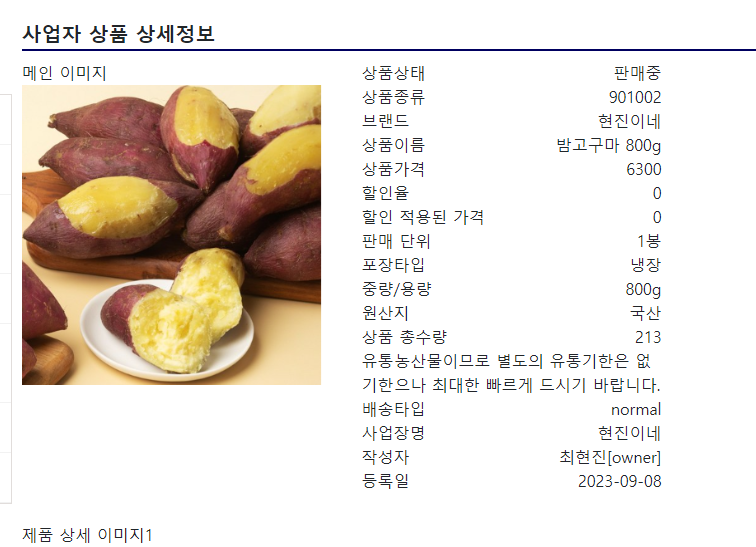 사업자 상품 상세정보
메인 이미지
상품상태 판매중
상품종류 901002
브랜드 현진이네
상품이름 밤고구마 800g
상품가격 6300
할인율 0
할인 적용된 가격 0
판매 단위 1봉
포장타입 냉장
중량/용량 800g
원산지 국산
상품 총수량 213
유통농산물이므로 별도의 유통기한은 없
기한으나 최대한 빠르게 드시기 바랍니다.
배송타입 normal
사업장명 현진이네
작성자 최현진[owner]
등록일 2023-09-08
제품 상세 이미지1